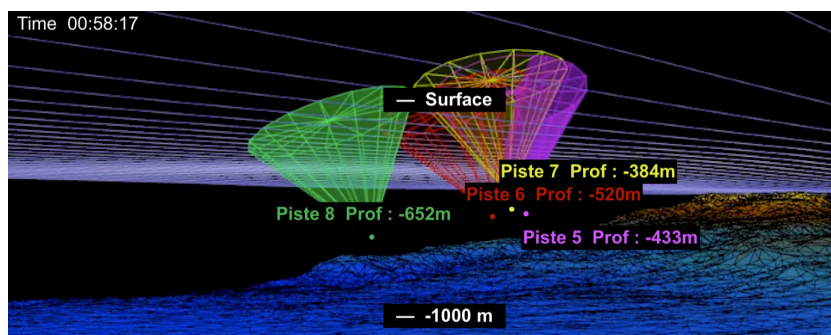 Time 00:58:17
— Surface
Piste 7 Prof : -384m
Piste 6 Prof : -520m
Piste 8 Prof : -652m
Piste 5 Prof : -433m
— -1000 m